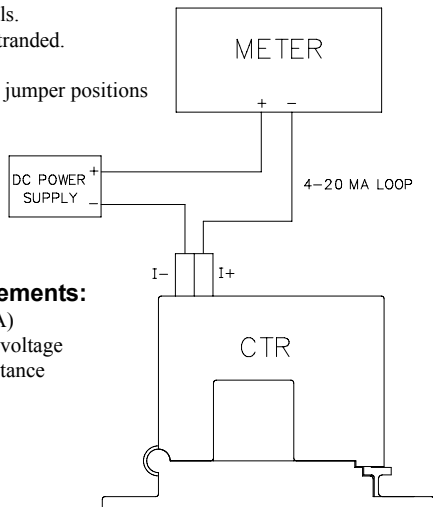 ls.
tranded.
jumper positions
METER
+ −
DC POWER +
SUPPLY −
4-20 MA LOOP
I- I+
ements:
A)
voltage
tance
CTR